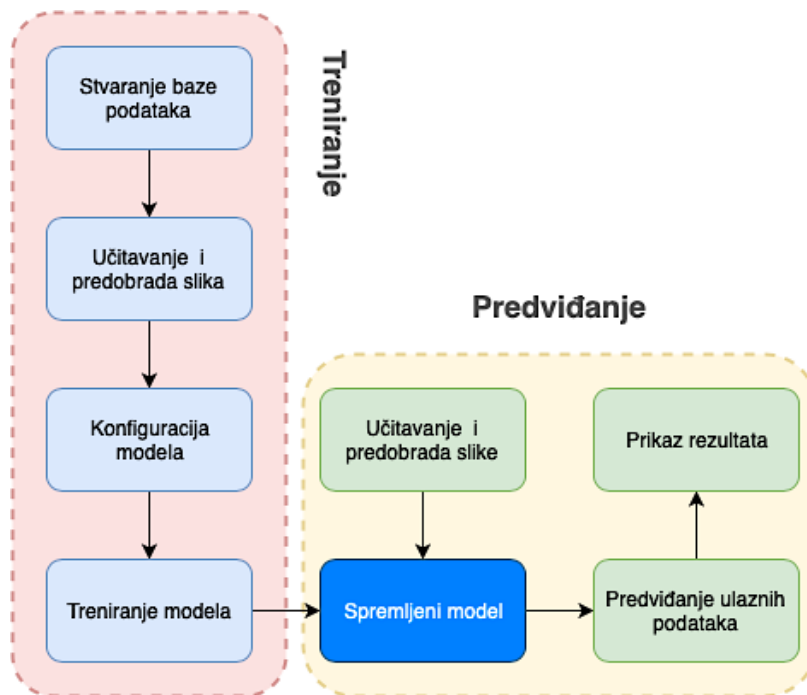 Treniranje
Stvaranje baze
podataka
Učitavanje i
predobrada slika
Konfiguracija
modela
Treniranje modela
Predviđanje
Učitavanje i
predobrada slike
Spremljeni model
Predviđanje ulaznih
podataka
Prikaz rezultata